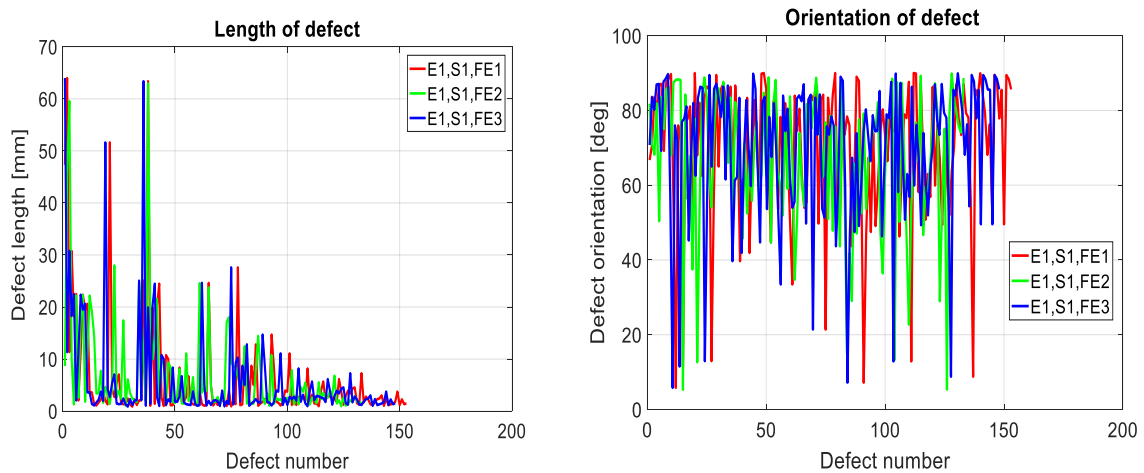 Length of defect
70
60
50
40
30
20
10
0
Defect length [mm]
0 50 100 150 200
Defect number
E1,S1,FE1
E1,S1,FE2
E1,S1,FE3
Orientation of defect
100
80
60
40
20
0
Defect orientation [deg]
0 50 100 150 200
Defect number
E1,S1,FE1
E1,S1,FE2
E1,S1,FE3